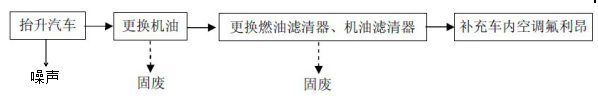 抬升汽车
更换机油
更换燃油滤清器、机油滤清器
补充车内空调氟利昂
噪声
固废
固废